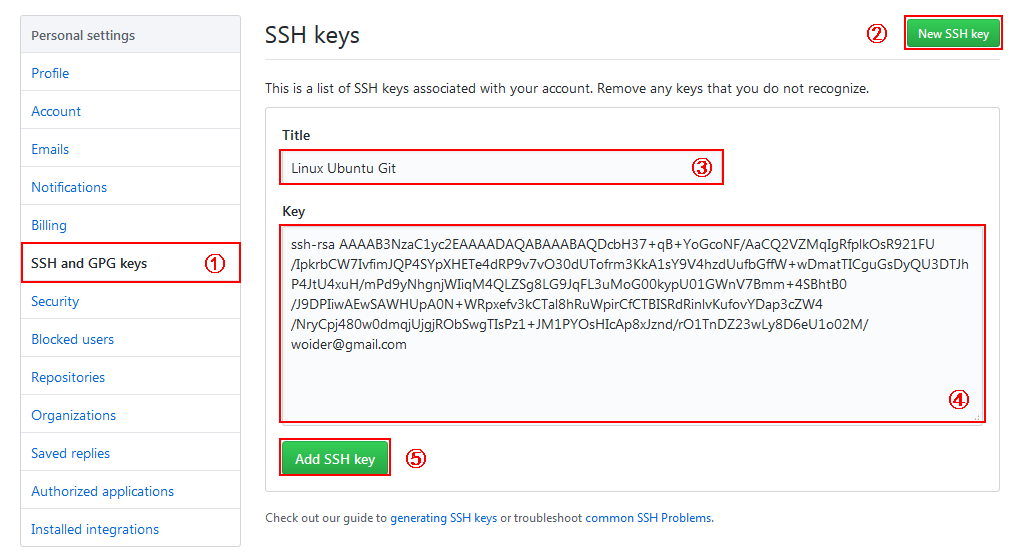 Personal settings
Profile
Account
Emails
Notifications
Billing
SSH and GPG keys ①
Security
Blocked users
Repositories
Organizations
Saved replies
Authorized applications
Installed integrations
SSH keys ② New SSH key
This is a list of SSH keys associated with your account. Remove any keys that you do not recognize.
Title
Linux Ubuntu Git ③
Key
ssh-rsa AAAAB3NzaC1yc2EAAAADAQABAAABAQDcbH37+qB+YoGcoNF/AaCQ2VZMqIgRfplkOsR921FU
/IpkrbCW7IvfimJQP4SYpXHETe4dRP9v7vO30dUTofrm3KkA1sY9V4hzdUufbGffW+wDmatTICguGsDyQU3DTJh
P4JtU4xuH/mPd9yNhgnjWIiqM4QLZSg8LG9JqFL3uMoG00kypU01GWnV7Bmm+4SBhtB0
/J9DPIiwAEwSAWHUpA0N+WRpxefv3kCTal8hRuWpirCfCTBISRdRinlvKufovYDap3cZW4
/NryCpj480w0dmqjUjgjRObSwgTIsPz1+JM1PYOsHIcAp8xJznd/rO1TnDZ23wLy8D6eU1o02M/
woider@gmail.com
④
Add SSH key ⑤
Check out our guide to generating SSH keys or troubleshoot common SSH Problems.